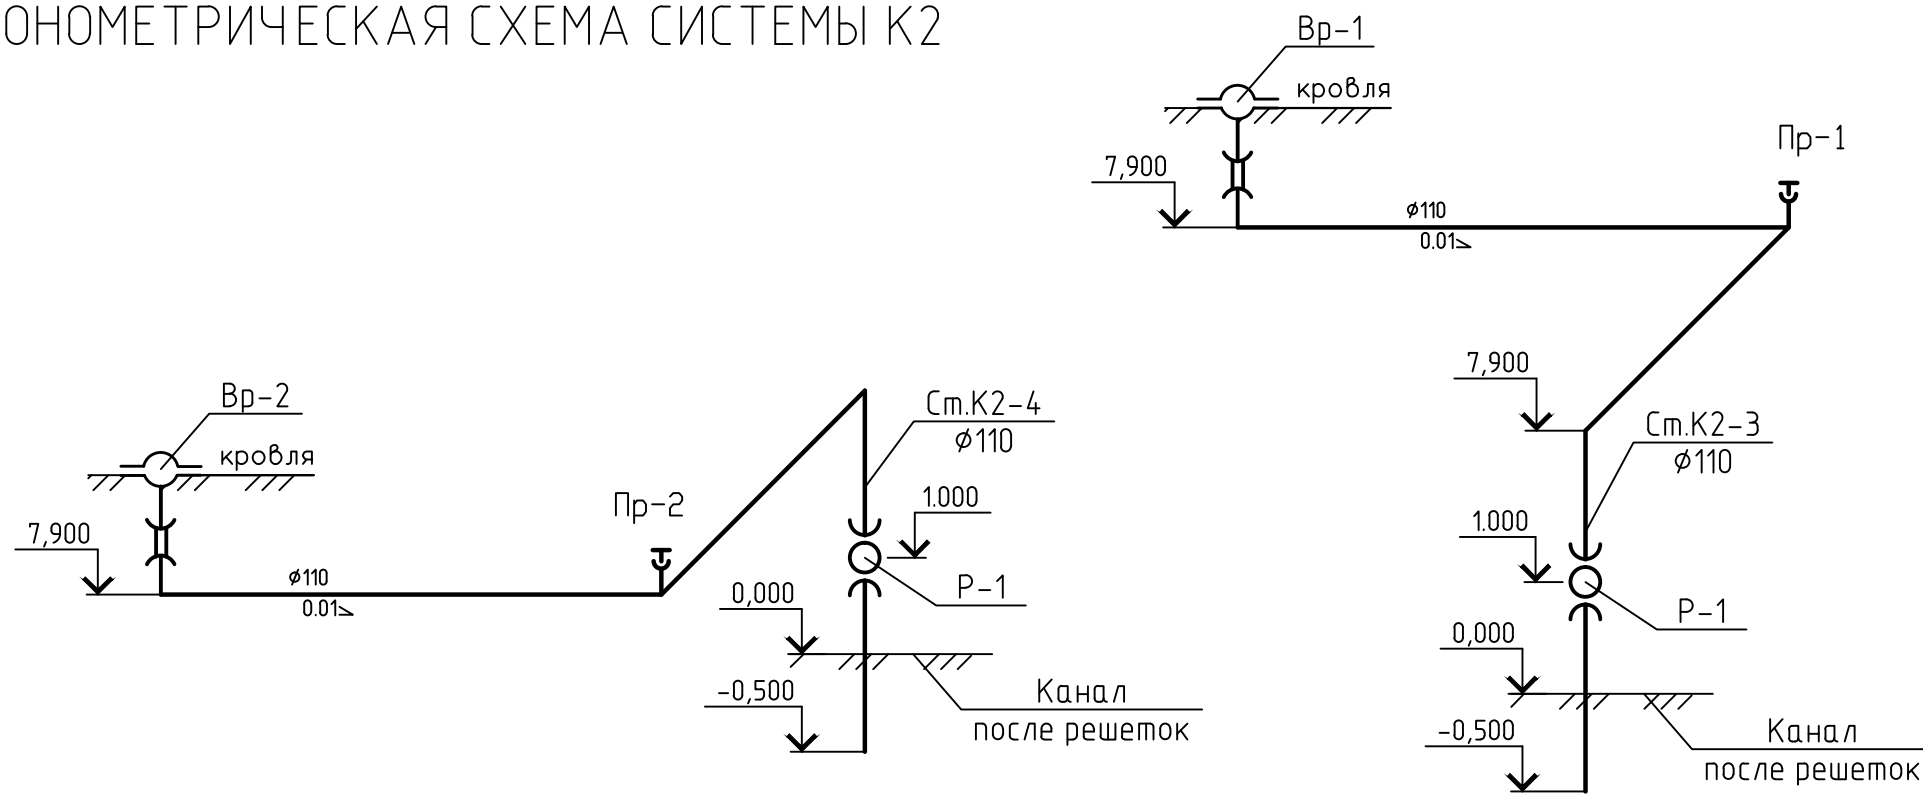 ОНОМЕТРИЧЕСКАЯ СХЕМА СИСТЕМЫ К2
Вр-1
кровля
Пр-1
7,900
ø110
0.01
7,900
Ст.К2-3
ø110
1.000
Р-1
0,000
-0,500
Канал
после решеток
Вр-2
кровля
Пр-2
7,900
ø110
0.01
Ст.К2-4
ø110
1.000
Р-1
0,000
-0,500
Канал
после решеток